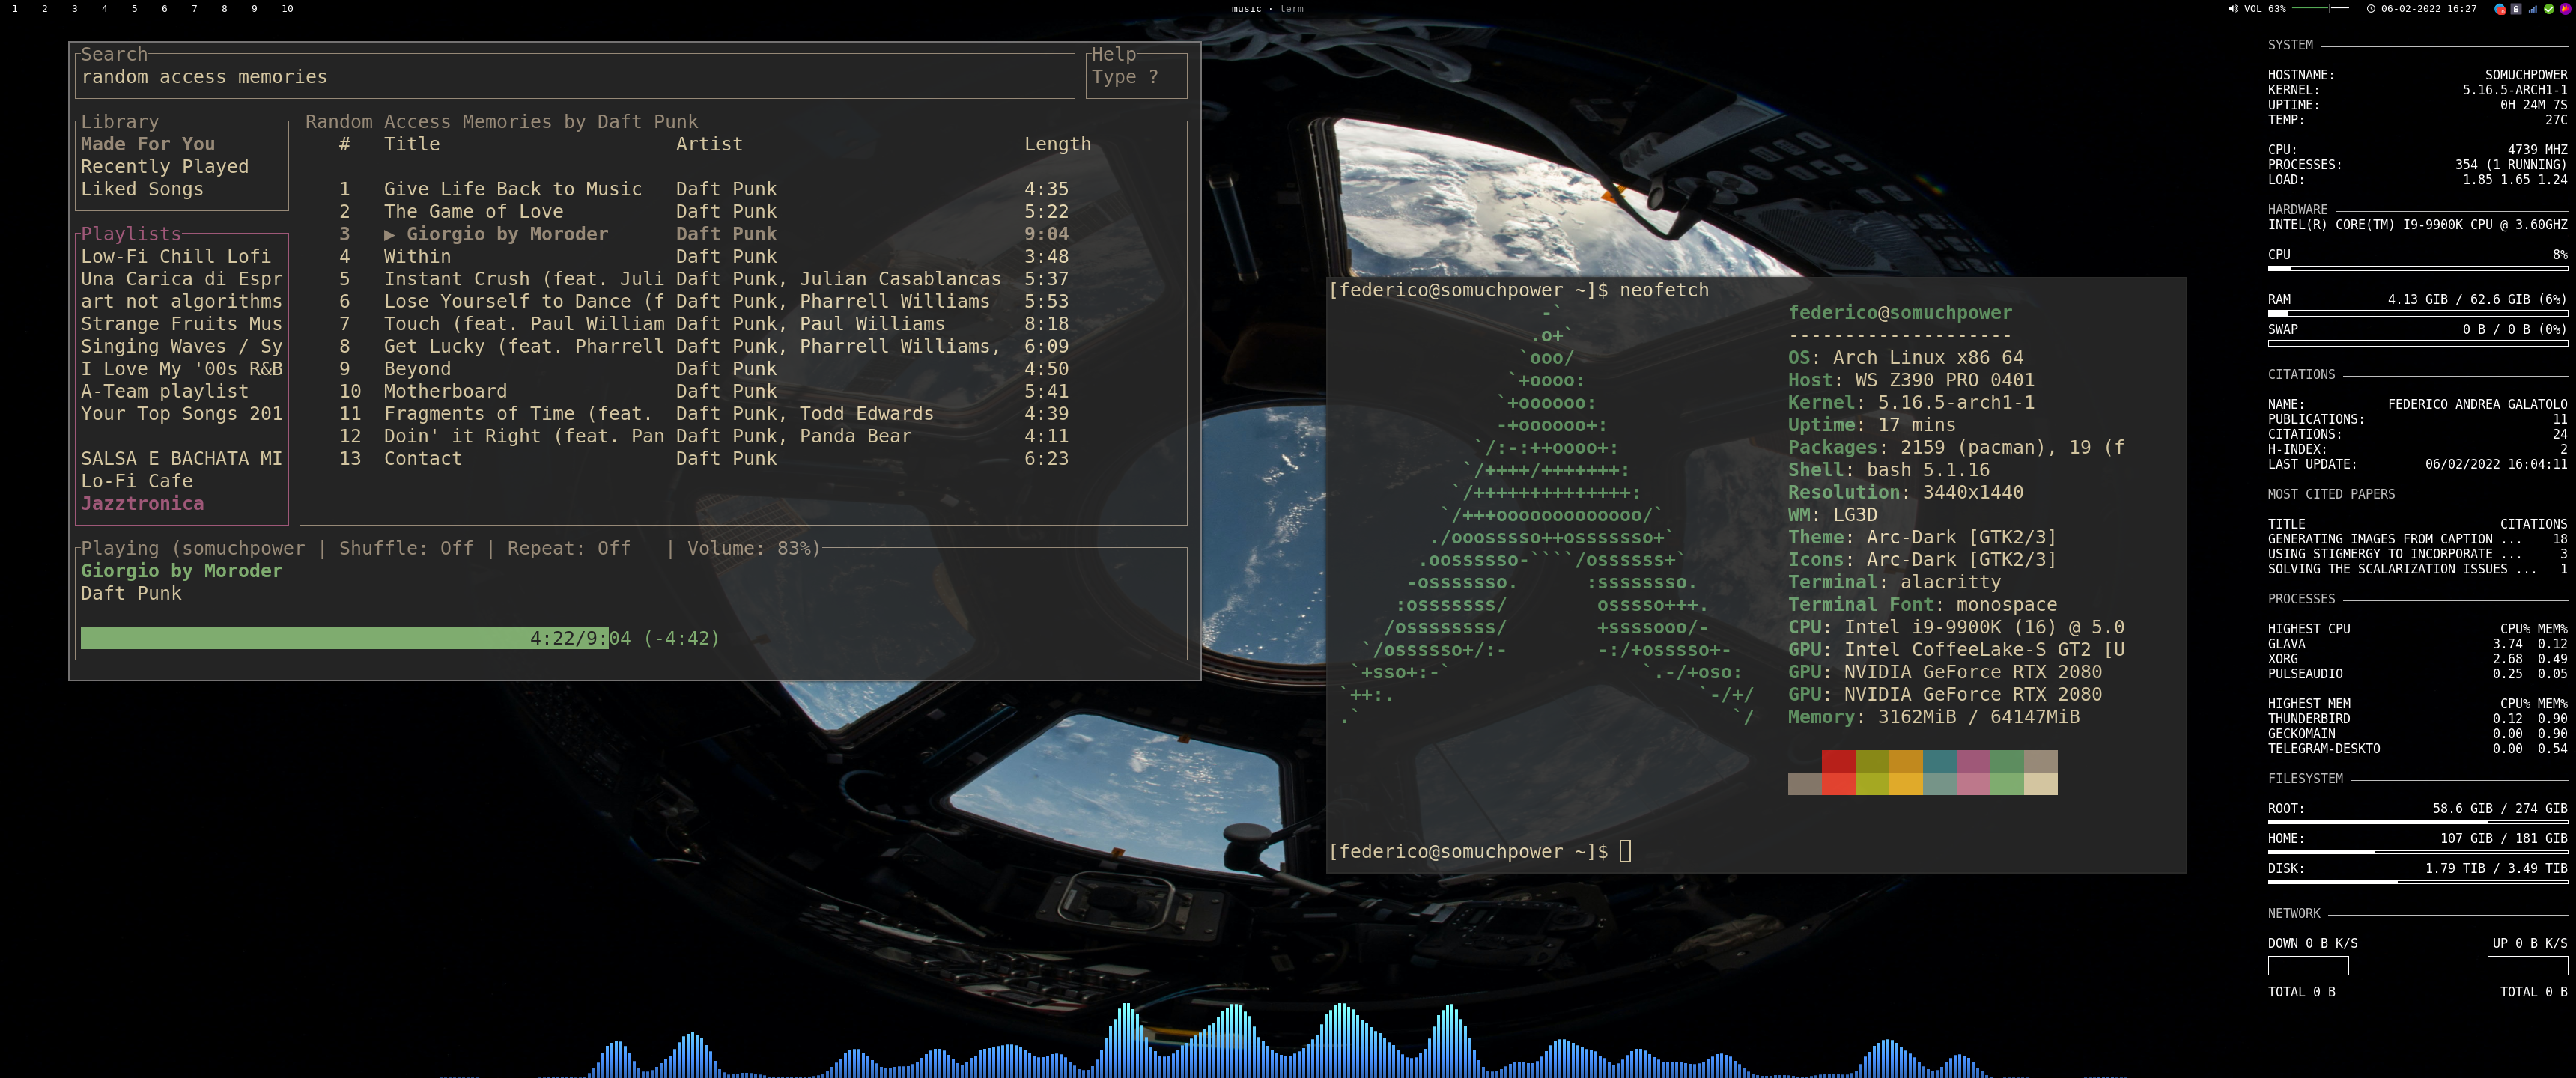 1 2 3 4 5 6 7 8 9 10
music · term
VOL 63% 06-02-2022 16:27
Search
random access memories
Help
Type ?
Library
Made For You
Recently Played
Liked Songs
Playlists
Low-Fi Chill Lofi
Una Carica di Espr
art not algorithms
Strange Fruits Mus
Singing Waves / Sy
I Love My '00s R&B
A-Team playlist
Your Top Songs 201
SALSA E BACHATA MI
Lo-Fi Cafe
Jazztronica
Random Access Memories by Daft Punk
# Title Artist Length
1 Give Life Back to Music Daft Punk 4:35
2 The Game of Love Daft Punk 5:22
3 ▶ Giorgio by Moroder Daft Punk 9:04
4 Within Daft Punk 3:48
5 Instant Crush (feat. Juli Daft Punk, Julian Casablancas 5:37
6 Lose Yourself to Dance (f Daft Punk, Pharrell Williams 5:53
7 Touch (feat. Paul William Daft Punk, Paul Williams 8:18
8 Get Lucky (feat. Pharrell Daft Punk, Pharrell Williams, 6:09
9 Beyond Daft Punk 4:50
10 Motherboard Daft Punk 5:41
11 Fragments of Time (feat. Daft Punk, Todd Edwards 4:39
12 Doin' it Right (feat. Pan Daft Punk, Panda Bear 4:11
13 Contact Daft Punk 6:23
Playing (somuchpower | Shuffle: Off | Repeat: Off | Volume: 83%)
Giorgio by Moroder
Daft Punk
4:22/9:04 (-4:42)
[federico@somuchpower ~]$ neofetch
-`
.o+`
`ooo/
`+oooo:
`+oooooo:
-+oooooo+:
`/:-:++oooo+:
`/++++/+++++++:
`/++++++++++++++:
`/+++ooooooooooooo/`
./ooosssso++osssssso+`
.oossssso-````/ossssss+`
-osssssso. :ssssssso.
:osssssss/ osssso+++.
/ossssssss/ +ssssooo/-
`/ossssso+/:- -:/+osssso+-
`+sso+:-` `.-/+oso:
`++:. `-/+/
.` `/
federico@somuchpower
--------------------
OS: Arch Linux x86_64
Host: WS Z390 PRO 0401
Kernel: 5.16.5-arch1-1
Uptime: 17 mins
Packages: 2159 (pacman), 19 (f
Shell: bash 5.1.16
Resolution: 3440x1440
WM: LG3D
Theme: Arc-Dark [GTK2/3]
Icons: Arc-Dark [GTK2/3]
Terminal: alacritty
Terminal Font: monospace
CPU: Intel i9-9900K (16) @ 5.0
GPU: Intel CoffeeLake-S GT2 [U
GPU: NVIDIA GeForce RTX 2080
GPU: NVIDIA GeForce RTX 2080
Memory: 3162MiB / 64147MiB
[federico@somuchpower ~]$
SYSTEM
HOSTNAME: SOMUCHPOWER
KERNEL: 5.16.5-ARCH1-1
UPTIME: 0H 24M 7S
TEMP: 27C
CPU: 4739 MHZ
PROCESSES: 354 (1 RUNNING)
LOAD: 1.85 1.65 1.24
HARDWARE
INTEL(R) CORE(TM) I9-9900K CPU @ 3.60GHZ
CPU 8%
RAM 4.13 GIB / 62.6 GIB (6%)
SWAP 0 B / 0 B (0%)
CITATIONS
NAME: FEDERICO ANDREA GALATOLO
PUBLICATIONS: 11
CITATIONS: 24
H-INDEX: 2
LAST UPDATE: 06/02/2022 16:04:11
MOST CITED PAPERS
TITLE CITATIONS
GENERATING IMAGES FROM CAPTION ... 18
USING STIGMERGY TO INCORPORATE ... 3
SOLVING THE SCALARIZATION ISSUES ... 1
PROCESSES
HIGHEST CPU CPU% MEM%
GLAVA 3.74 0.12
XORG 2.68 0.49
PULSEAUDIO 0.25 0.05
HIGHEST MEM CPU% MEM%
THUNDERBIRD 0.12 0.90
GECKOMAIN 0.00 0.90
TELEGRAM-DESKTO 0.00 0.54
FILESYSTEM
ROOT: 58.6 GIB / 274 GIB
HOME: 107 GIB / 181 GIB
DISK: 1.79 TIB / 3.49 TIB
NETWORK
DOWN 0 B K/S UP 0 B K/S
TOTAL 0 B TOTAL 0 B